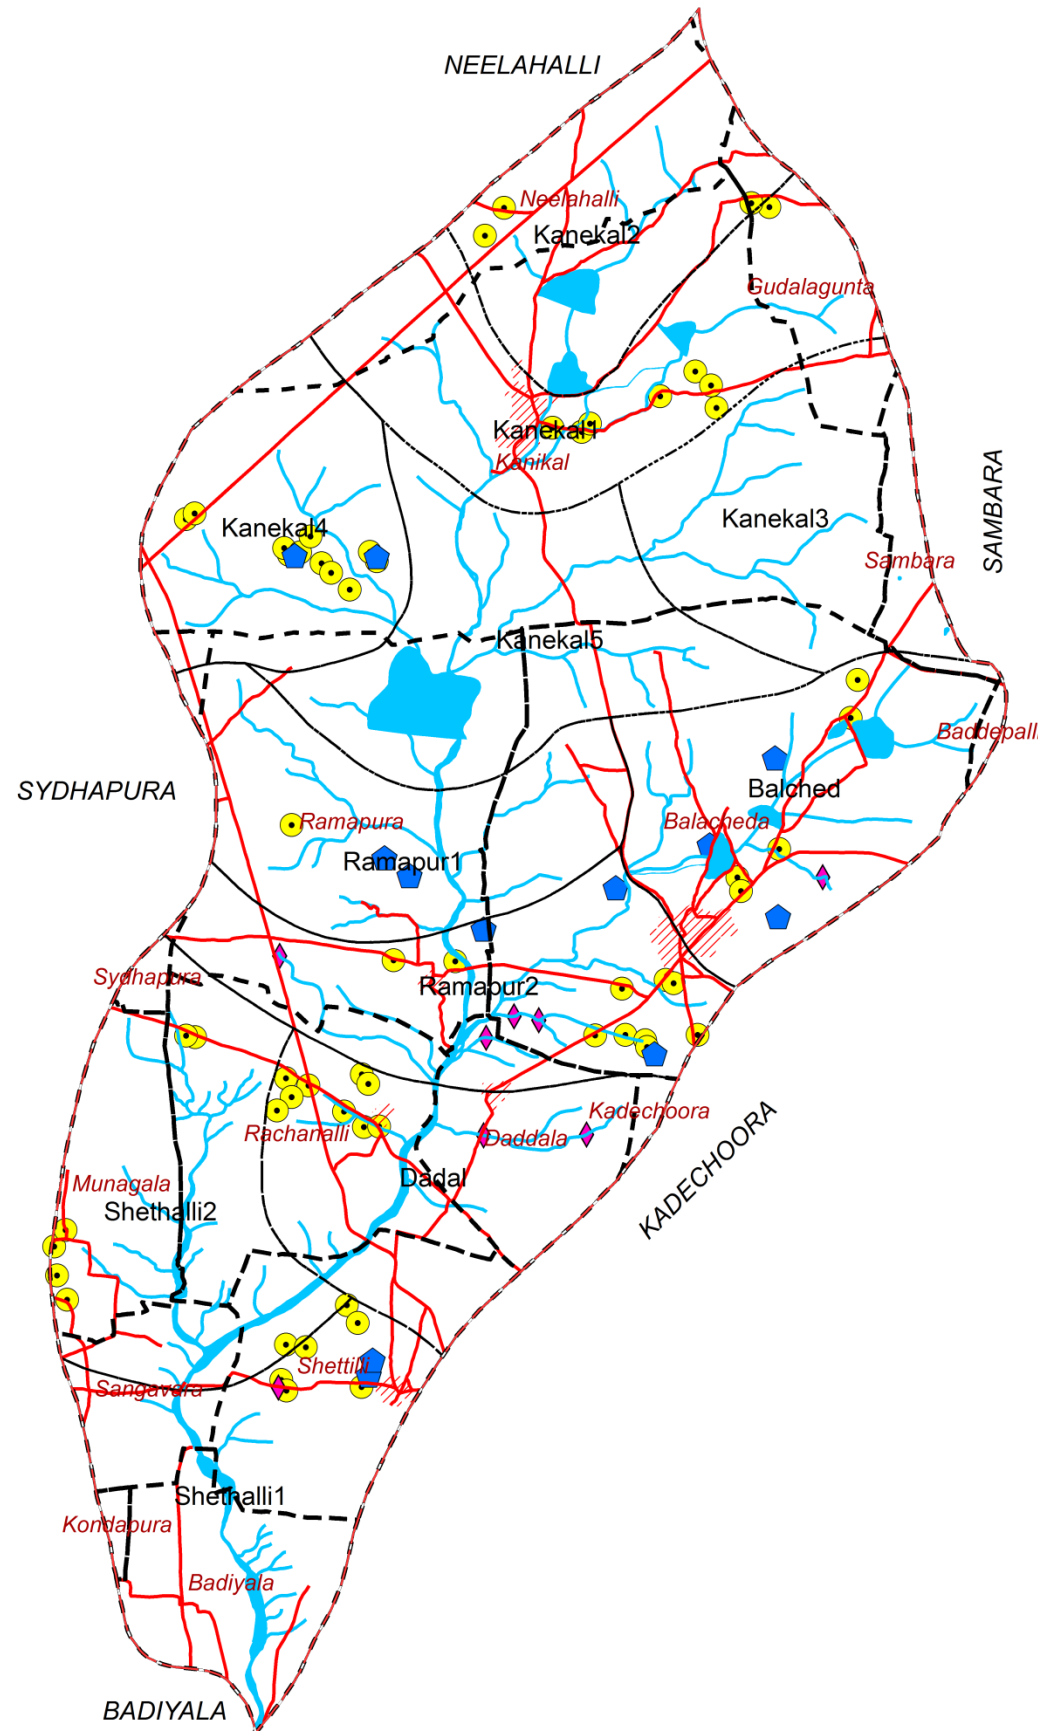 NEELAHALLI
Neelahalli
Kanekal2
Gudalagunta
Kanekal1
Kanikal
Kanekal4
Kanekal3
SAMBARA
Sambara
Kanekal5
Baddepalli
SYDHAPURA
Balched
Ramapura
Balacheda
Ramapur1
Sydhapura
Ramapur2
Kadechoora
Rachanalli
Daddala
KADECHOORA
Dadal
Munagala
Shethalli2
Shettilli
Sangavara
Shethalli1
Kondapura
Badiyala
BADIYALA